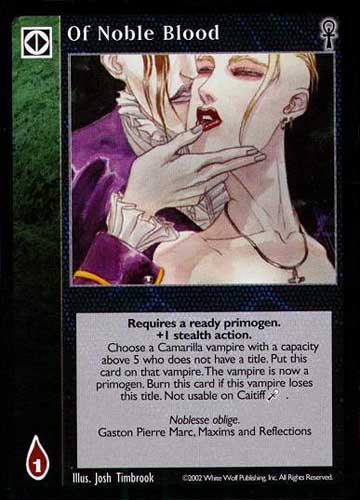 Of Noble Blood
Requires a ready primogen.
+1 stealth action.
Choose a Camarilla vampire with a capacity
above 5 who does not have a title. Put this
card on that vampire. The vampire is now a
primogen. Burn this card if this vampire loses
this title. Not usable on Caitiff .
Noblesse oblige.
Gaston Pierre Marc, Maxims and Reflections
1
Illus. Josh Timbrook
©2002 White Wolf Publishing, Inc. All Rights Reserved.